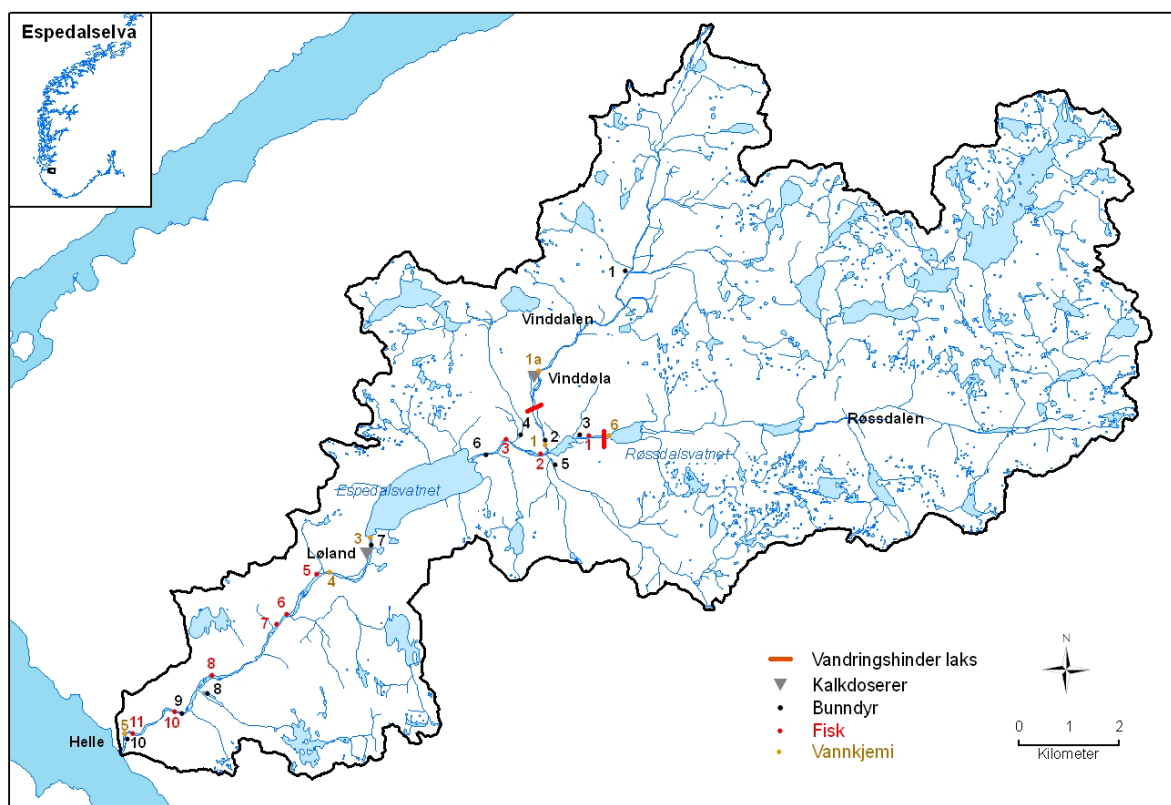 Espedalselva
1
Vinddalen
1a
Vinddøla
Røssdalen
4
3
6
6
3
1
2
1
Røssdalsvatnet
2
5
Espedalsvatnet
3
7
Løland
5
4
6
7
8
8
9
10
5
11
10
Helle
Vandringshinder laks
Kalkdoserer
Bunndyr
Fisk
Vannkjemi
N
0 1 2
Kilometer